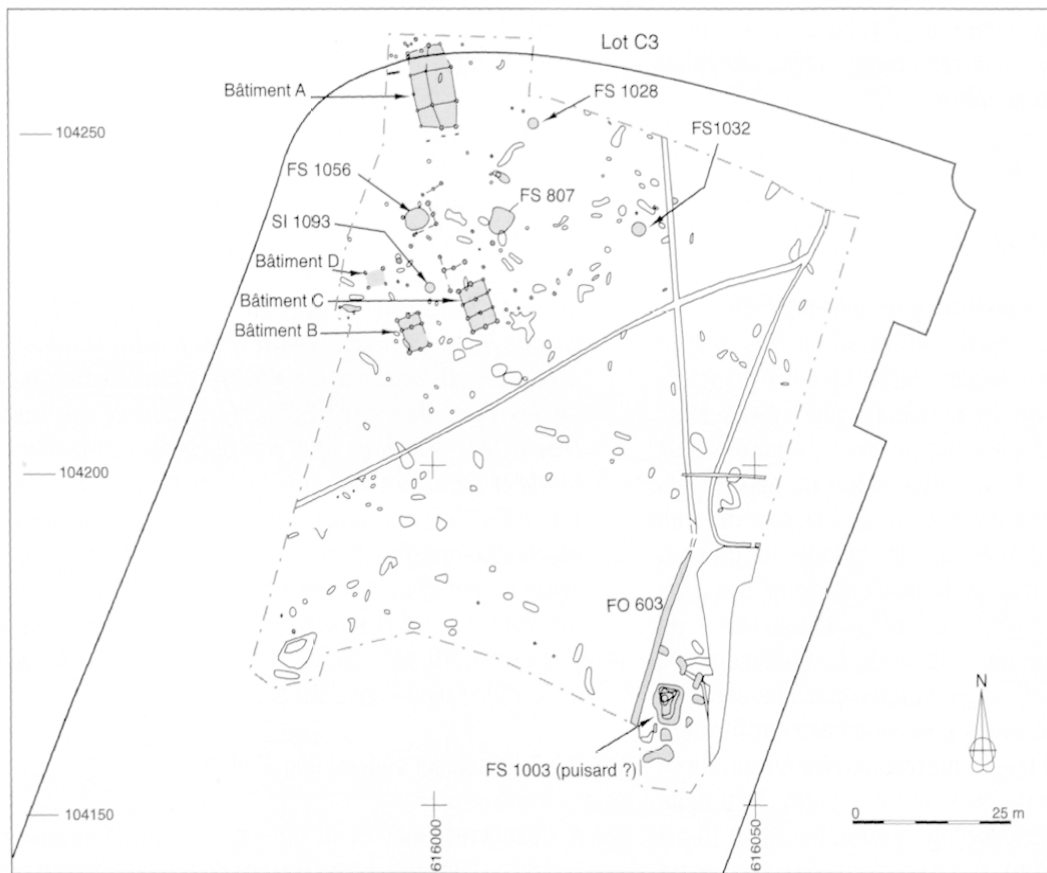 Lot C3
Bâtiment A
FS 1028
104250
FS1032
FS 1056
FS 807
SI 1093
Bâtiment D
Bâtiment C
Bâtiment B
104200
FO 603
N
FS 1003 (puisard ?)
104150
0 25 m
616000
616050